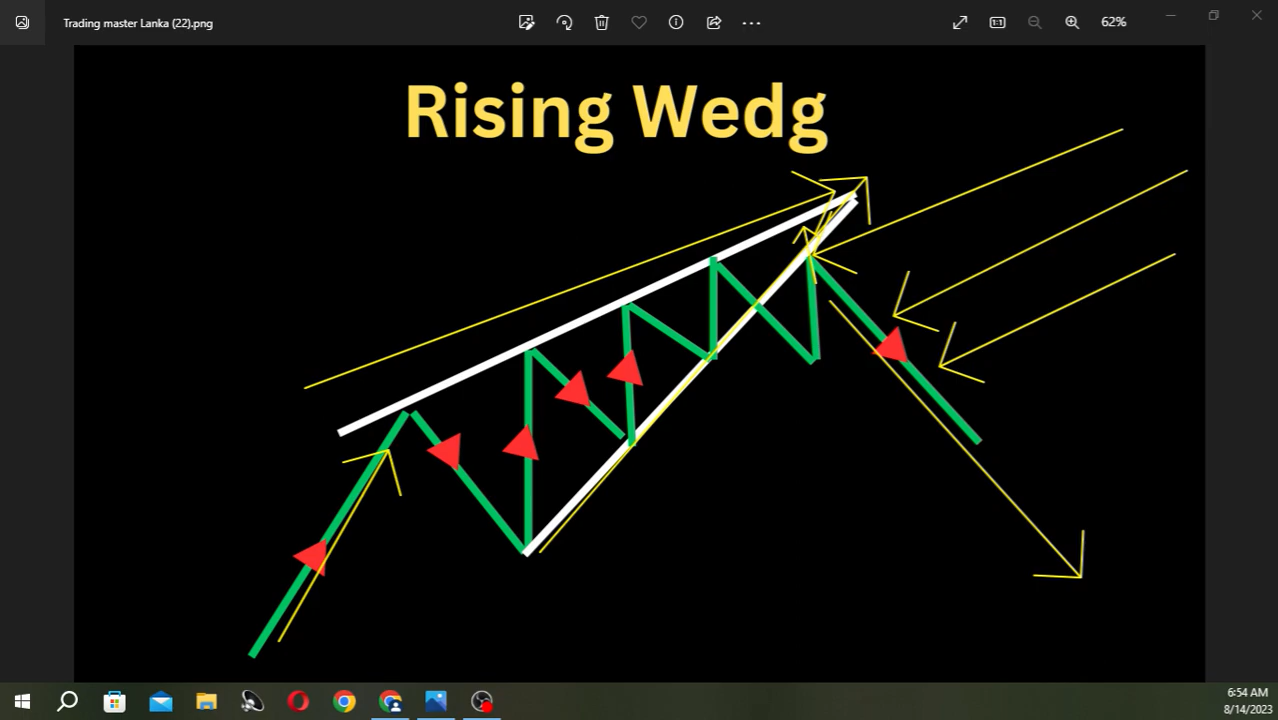 Trading master Lanka (22).png
62%
Rising Wedg
6:54 AM
8/14/2023